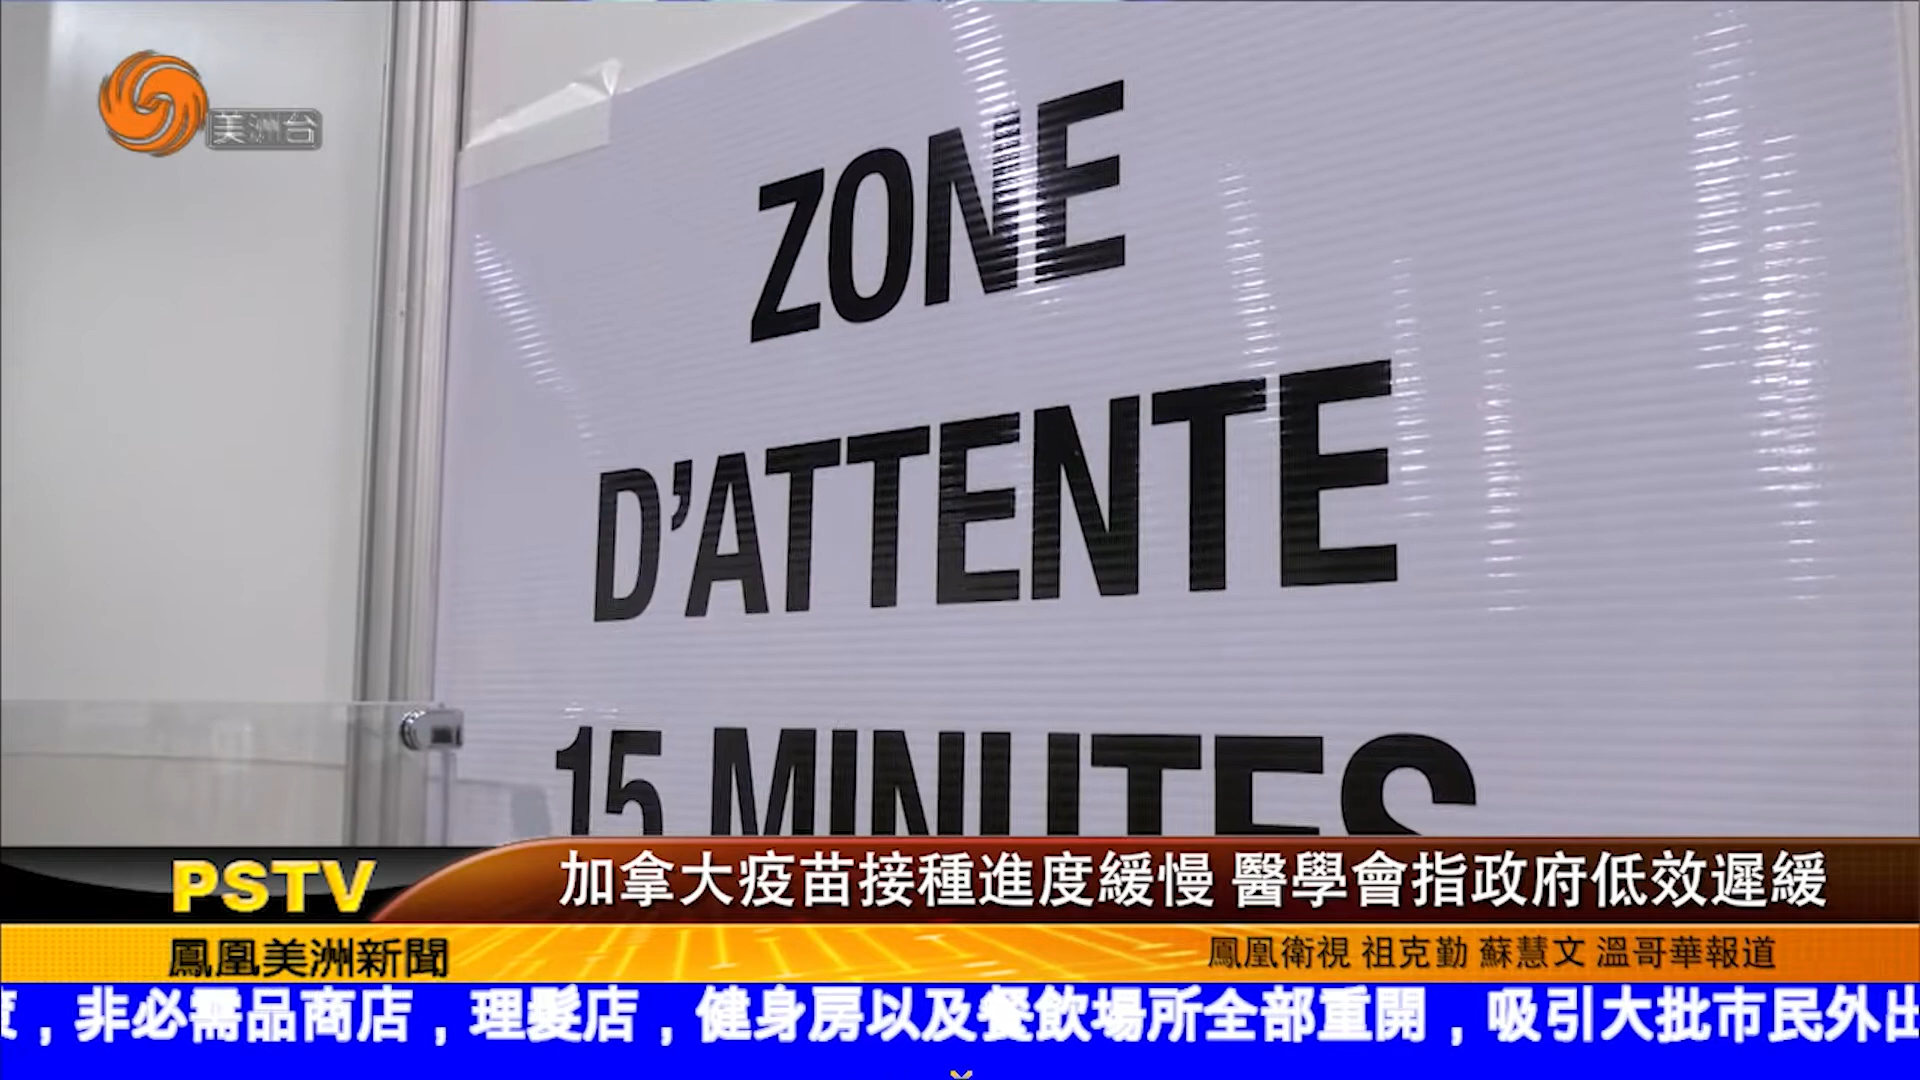 美洲台
ZONE
D'ATTENTE
15 MINUTES
PSTV
加拿大疫苗接種進度緩慢 醫學會指政府低效遲緩
鳳凰美洲新聞
鳳凰衛視 祖克勤 蘇慧文 溫哥華報道
，非必需品商店，理髮店，健身房以及餐飲場所全部重開，吸引大批市民外出